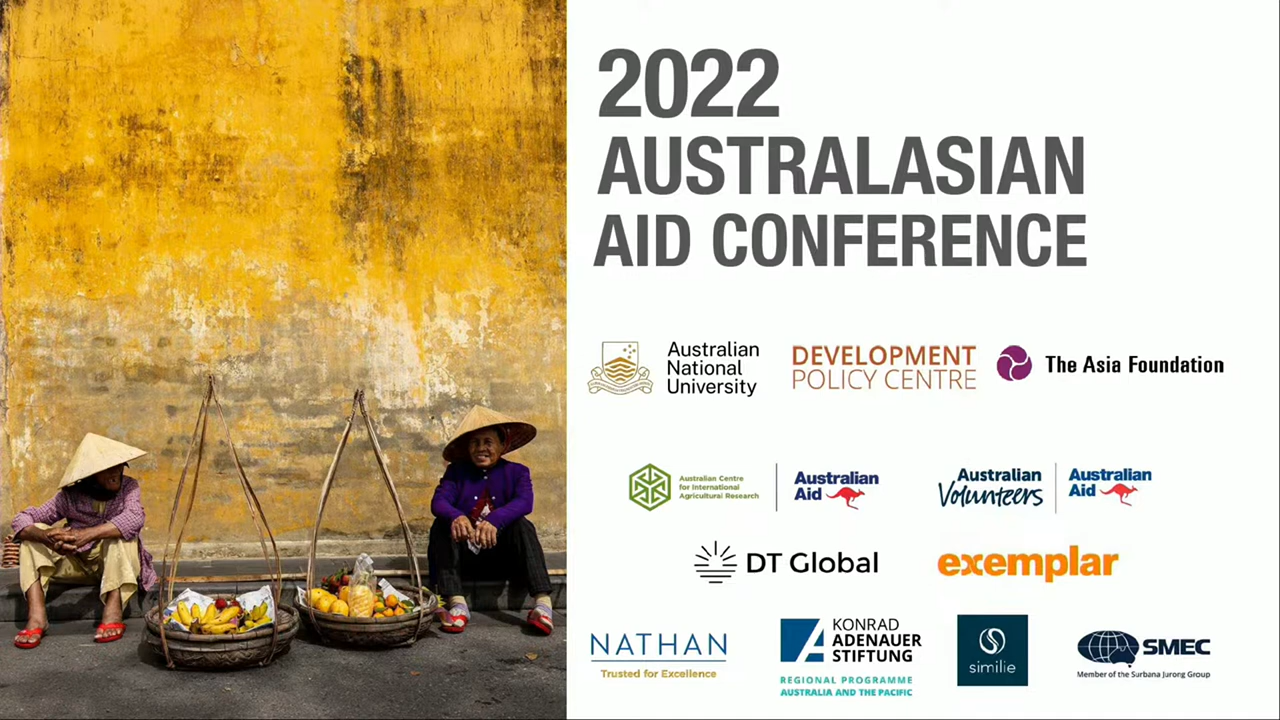 2022
AUSTRALASIAN
AID CONFERENCE
Australian
National
University
DEVELOPMENT
POLICY CENTRE
The Asia Foundation
Australian Centre
for International
Agricultural Research
Australian
Aid
Australian
Volunteers
Australian
Aid
DT Global
exemplar
NATHAN
Trusted for Excellence
KONRAD
ADENAUER
STIFTUNG
REGIONAL PROGRAMME
AUSTRALIA AND THE PACIFIC
similie
SMEC
Member of the Surbana Jurong Group